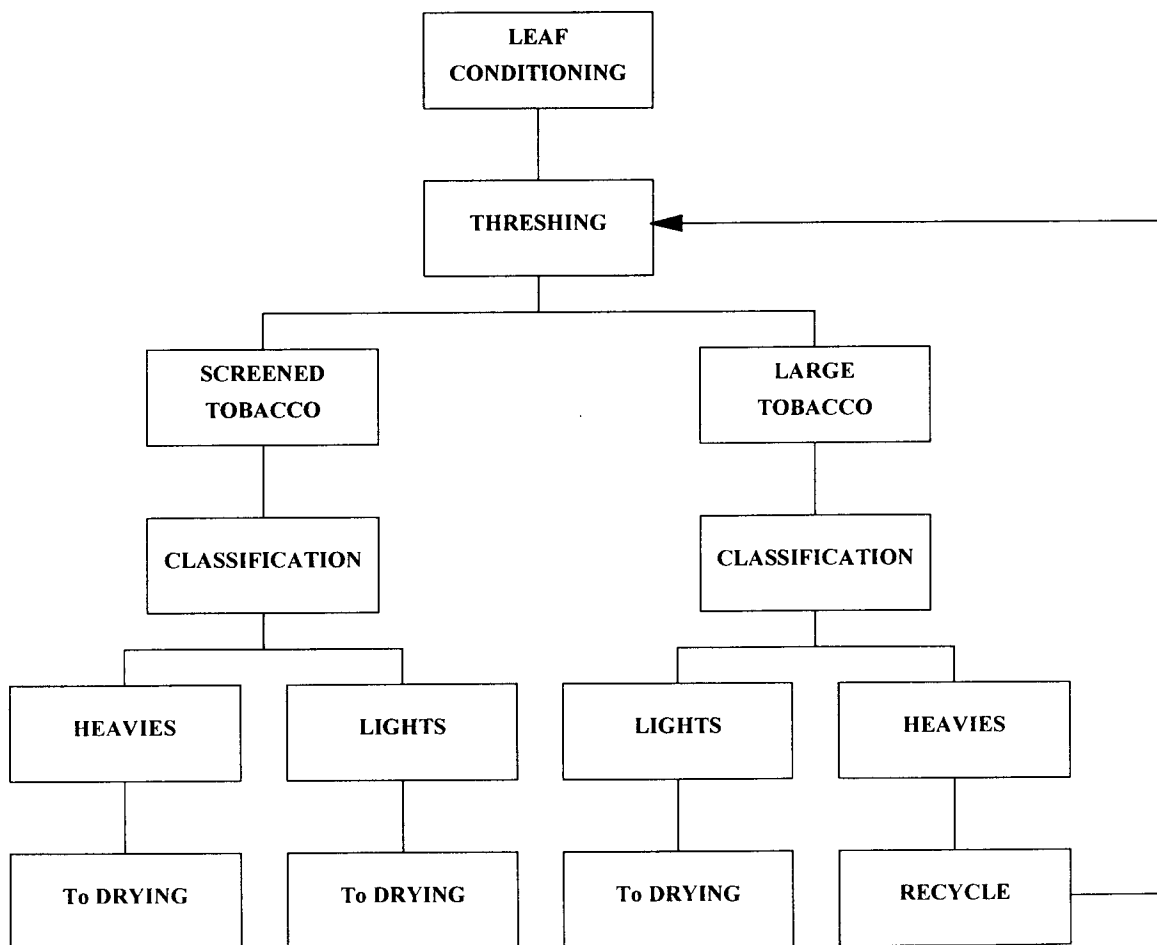 LEAF
CONDITIONING
THRESHING
SCREENED
TOBACCO
LARGE
TOBACCO
CLASSIFICATION
CLASSIFICATION
HEAVIES
LIGHTS
LIGHTS
HEAVIES
To DRYING
To DRYING
To DRYING
RECYCLE